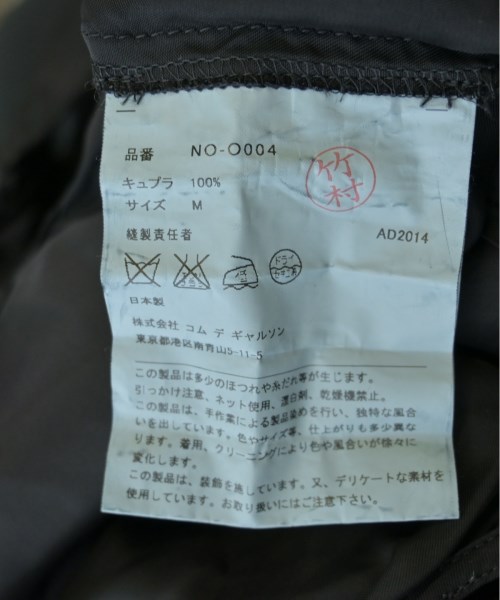 品番 NO-O004
キュプラ 100%
サイズ M
竹村
縫製責任者 AD2014
日本製
株式会社 コム デ ギャルソン
東京都港区南青山5-11-5
この製品は多少のほつれや糸だれ等が生じます。
引っかけ注意、ネット使用、漂白剤、乾燥機禁止。
この製品は、手作業による製品染めを行い、独特な風合
いを出しています。色やサイズ等、仕上がりも多少異な
ります。着用、クリーニングにより色や風合いが徐々に
変化します。
この製品は、装飾を施しています。又、デリケートな素材を
使用しています。お取り扱いにはご注意下さい。